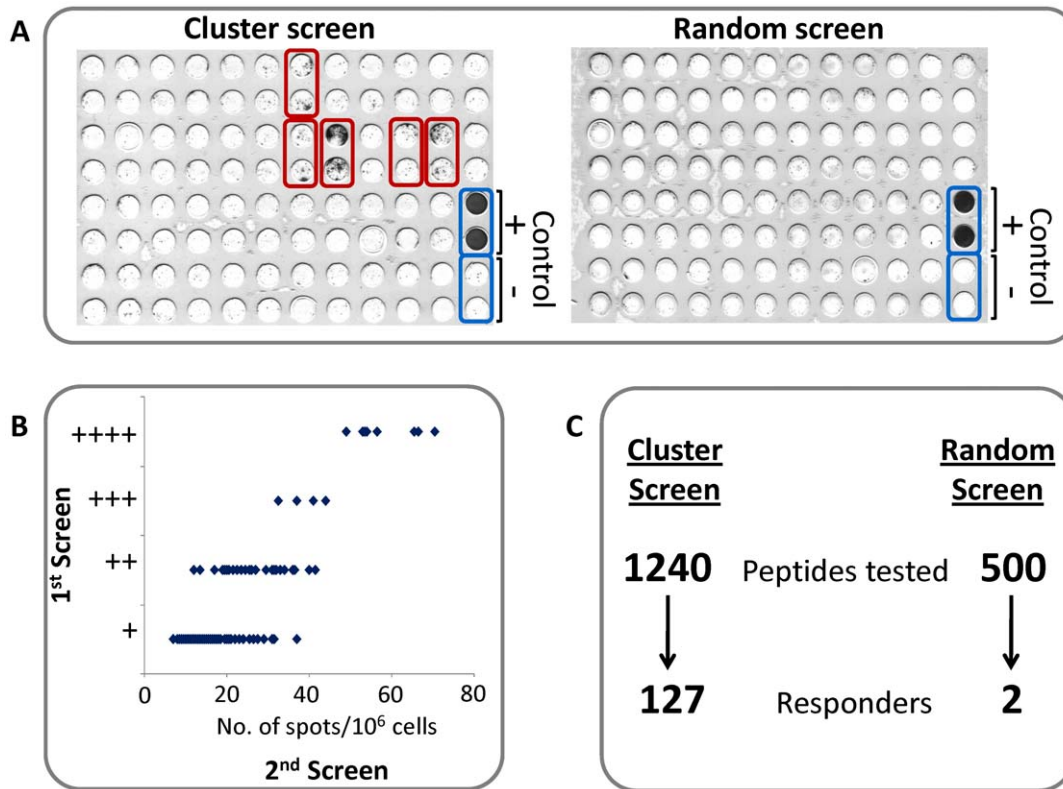 A
Cluster screen
Random screen
+
-
Control
+
-
Control
B
1st Screen
++++
+++
++
+
0
20
40
60
80
No. of spots/10⁶ cells
2nd Screen
C
Cluster
Screen
Random
Screen
1240
Peptides tested
500
127
Responders
2